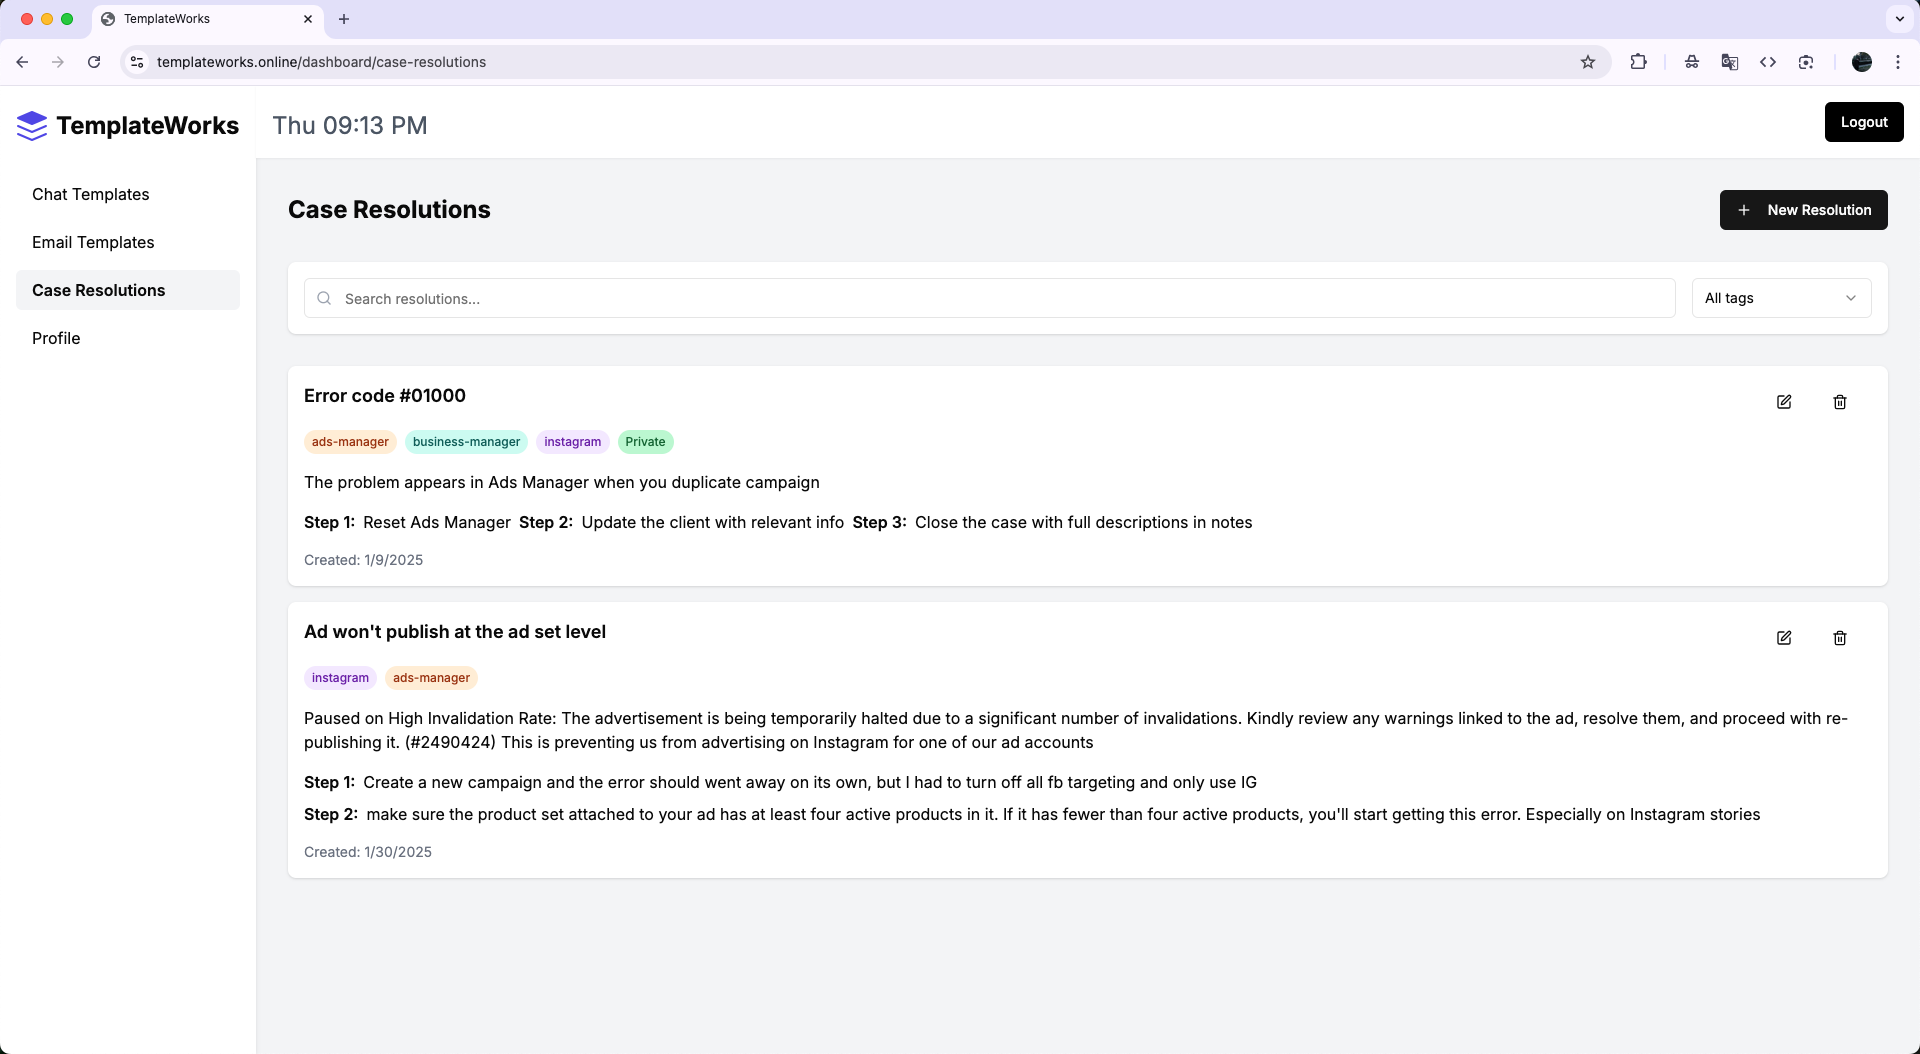 TemplateWorks
templateworks.online/dashboard/case-resolutions
TemplateWorks
Thu 09:13 PM
Logout
Chat Templates
Email Templates
Case Resolutions
Profile
Case Resolutions
New Resolution
Search resolutions...
All tags
Error code #01000
ads-manager business-manager instagram Private
The problem appears in Ads Manager when you duplicate campaign
Step 1: Reset Ads Manager Step 2: Update the client with relevant info Step 3: Close the case with full descriptions in notes
Created: 1/9/2025
Ad won't publish at the ad set level
instagram ads-manager
Paused on High Invalidation Rate: The advertisement is being temporarily halted due to a significant number of invalidations. Kindly review any warnings linked to the ad, resolve them, and proceed with re-
publishing it. (#2490424) This is preventing us from advertising on Instagram for one of our ad accounts
Step 1: Create a new campaign and the error should went away on its own, but I had to turn off all fb targeting and only use IG
Step 2: make sure the product set attached to your ad has at least four active products in it. If it has fewer than four active products, you'll start getting this error. Especially on Instagram stories
Created: 1/30/2025